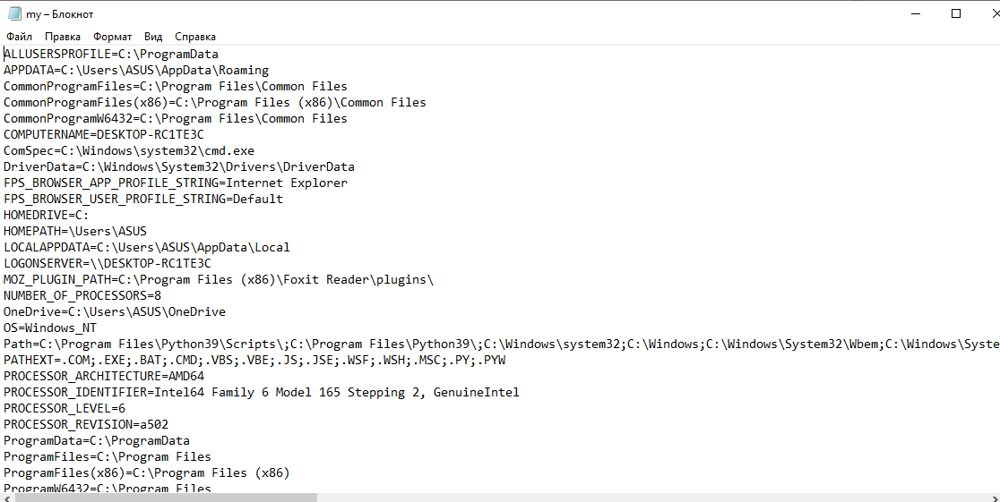 my – Блокнот
Файл Правка Формат Вид Справка
ALLUSERSPROFILE=C:\ProgramData
APPDATA=C:\Users\ASUS\AppData\Roaming
CommonProgramFiles=C:\Program Files\Common Files
CommonProgramFiles(x86)=C:\Program Files (x86)\Common Files
CommonProgramW6432=C:\Program Files\Common Files
COMPUTERNAME=DESKTOP-RC1TE3C
ComSpec=C:\Windows\system32\cmd.exe
DriverData=C:\Windows\System32\Drivers\DriverData
FPS_BROWSER_APP_PROFILE_STRING=Internet Explorer
FPS_BROWSER_USER_PROFILE_STRING=Default
HOMEDRIVE=C:
HOMEPATH=\Users\ASUS
LOCALAPPDATA=C:\Users\ASUS\AppData\Local
LOGONSERVER=\\DESKTOP-RC1TE3C
MOZ_PLUGIN_PATH=C:\Program Files (x86)\Foxit Reader\plugins\
NUMBER_OF_PROCESSORS=8
OneDrive=C:\Users\ASUS\OneDrive
OS=Windows_NT
Path=C:\Program Files\Python39\Scripts\;C:\Program Files\Python39\;C:\Windows\system32;C:\Windows;C:\Windows\System32\Wbem;C:\Windows\Syste
PATHEXT=.COM;.EXE;.BAT;.CMD;.VBS;.VBE;.JS;.JSE;.WSF;.WSH;.MSC;.PY;.PYW
PROCESSOR_ARCHITECTURE=AMD64
PROCESSOR_IDENTIFIER=Intel64 Family 6 Model 165 Stepping 2, GenuineIntel
PROCESSOR_LEVEL=6
PROCESSOR_REVISION=a502
ProgramData=C:\ProgramData
ProgramFiles=C:\Program Files
ProgramFiles(x86)=C:\Program Files (x86)
ProgramW6432=C:\Program Files